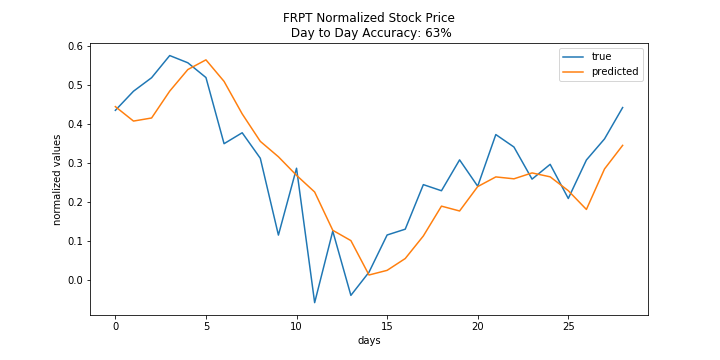 FRPT Normalized Stock Price
Day to Day Accuracy: 63%
true
predicted
normalized values
0.6
0.5
0.4
0.3
0.2
0.1
0.0
0 5 10 15 20 25
days